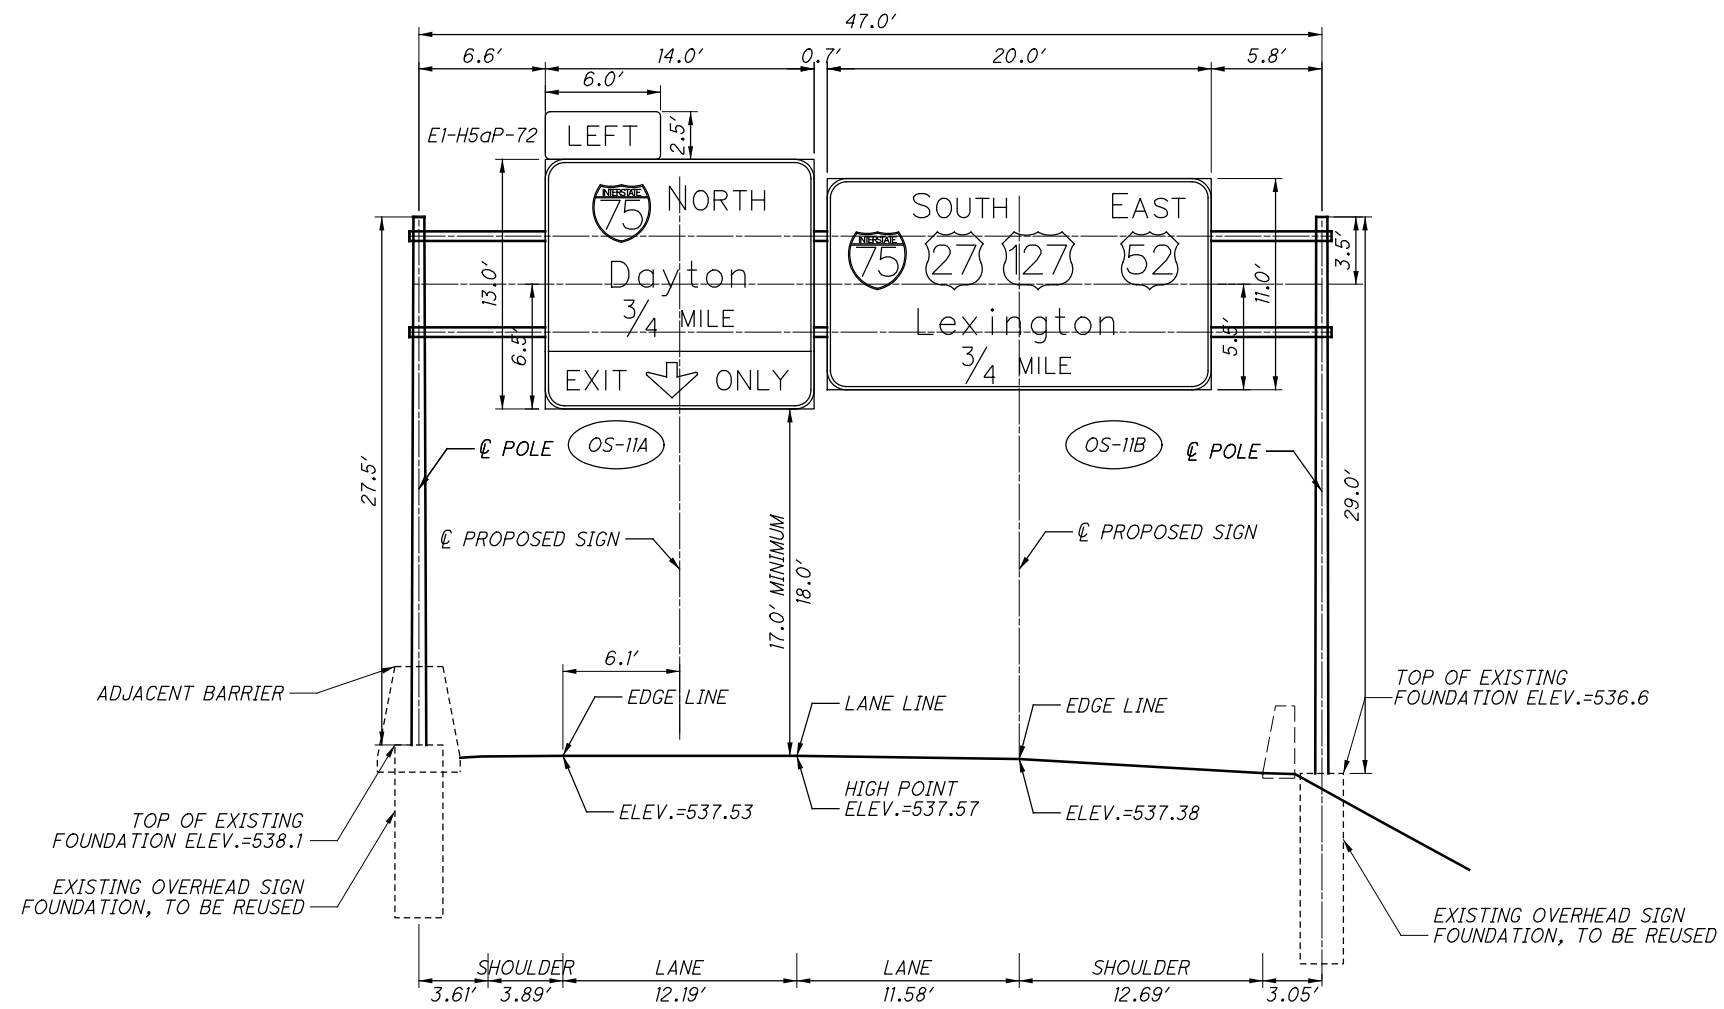 47.0'
6.6'
14.0'
0.7'
20.0'
5.8'
6.0'
E1-H5aP-72
LEFT
2.5'
INTERSTATE
75
NORTH
Dayton
3/4 MILE
EXIT ONLY
13.0'
6.5'
SOUTH EAST
INTERSTATE
75
27
127
52
Lexington
3/4 MILE
5.5'
11.0'
3.5'
27.5'
29.0'
℄ POLE
OS-11A
OS-11B
℄ POLE
℄ PROPOSED SIGN
17.0' MINIMUM
18.0'
℄ PROPOSED SIGN
6.1'
ADJACENT BARRIER
EDGE LINE
LANE LINE
EDGE LINE
TOP OF EXISTING
FOUNDATION ELEV.=536.6
ELEV.=537.53
HIGH POINT
ELEV.=537.57
ELEV.=537.38
TOP OF EXISTING
FOUNDATION ELEV.=538.1
EXISTING OVERHEAD SIGN
FOUNDATION, TO BE REUSED
EXISTING OVERHEAD SIGN
FOUNDATION, TO BE REUSED
SHOULDER
LANE
LANE
SHOULDER
3.61'
3.89'
12.19'
11.58'
12.69'
3.05'